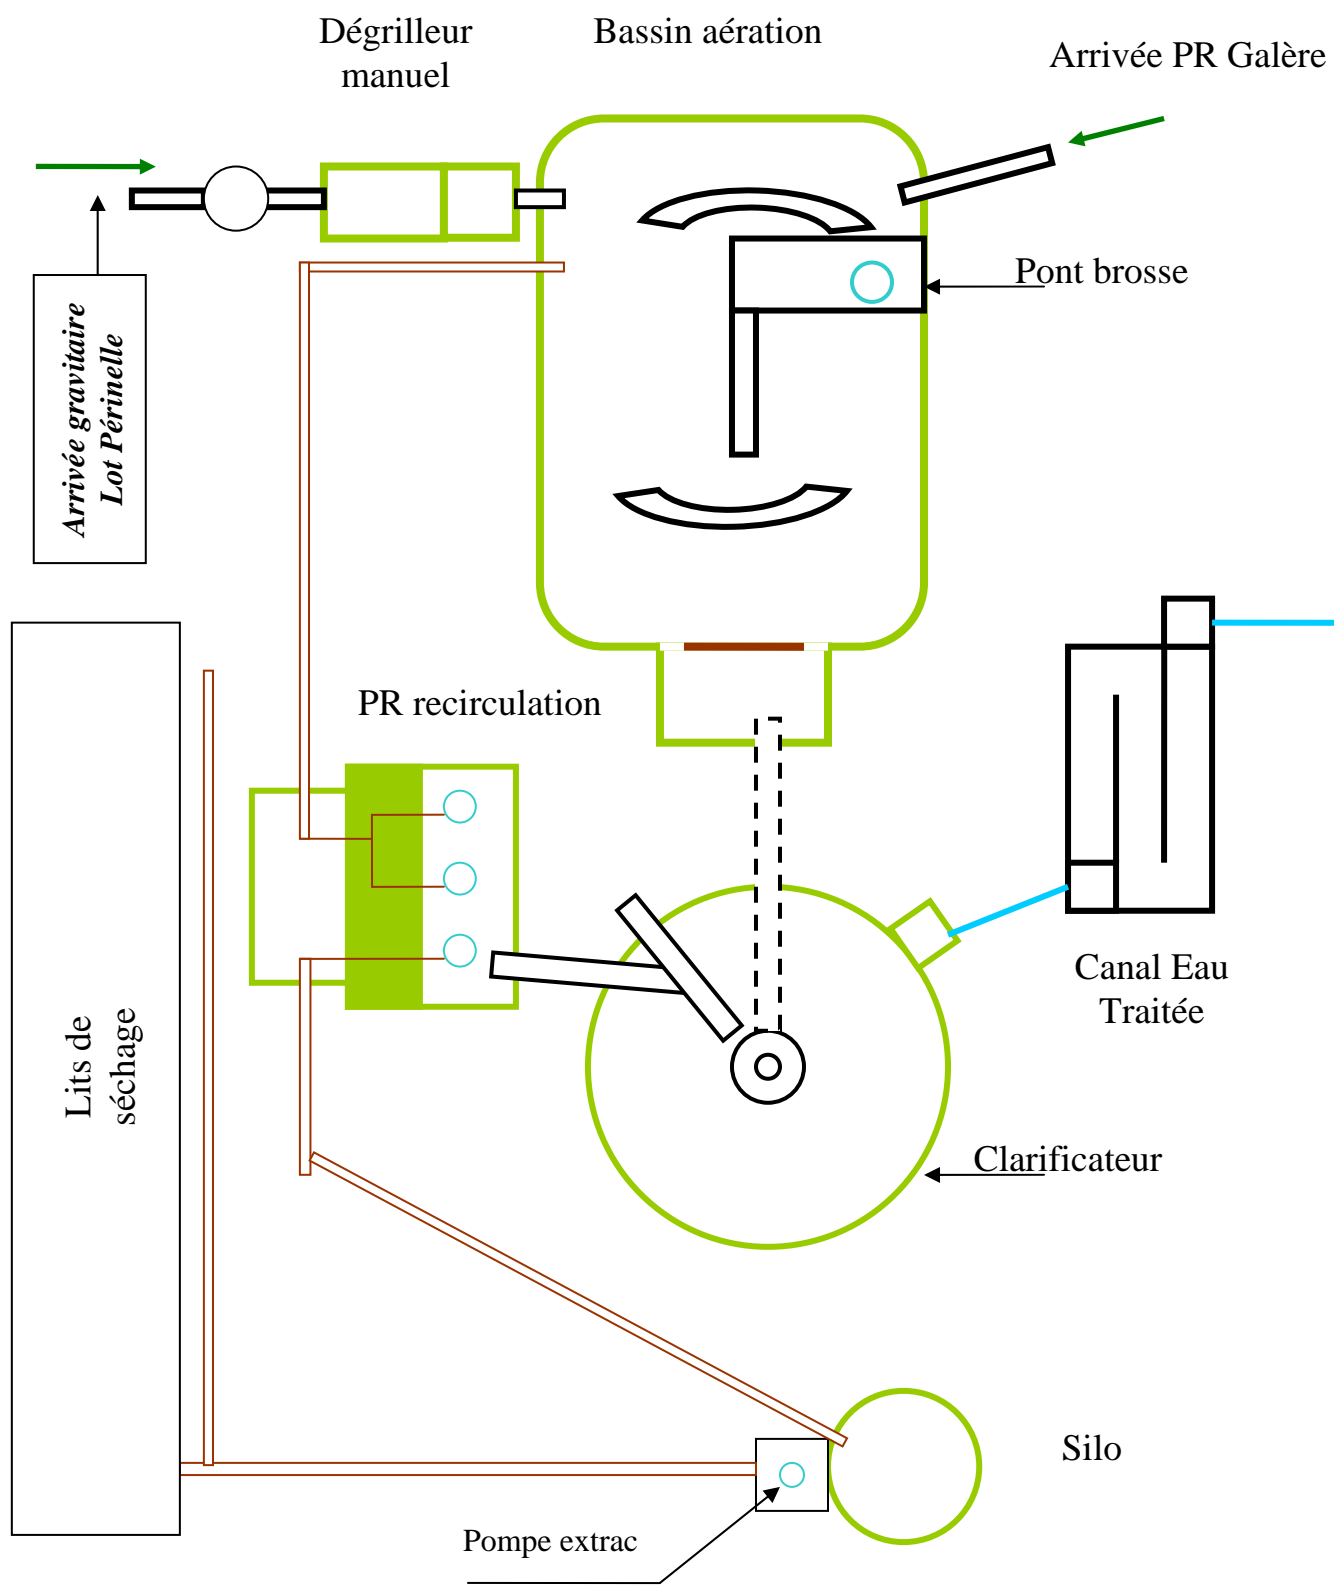 Dégrilleur
manuel
Bassin aération
Arrivée PR Galère
Pont brosse
Arrivée gravitaire
Lot Périnelle
PR recirculation
Canal Eau
Traitée
Lits de
séchage
Clarificateur
Silo
Pompe extrac